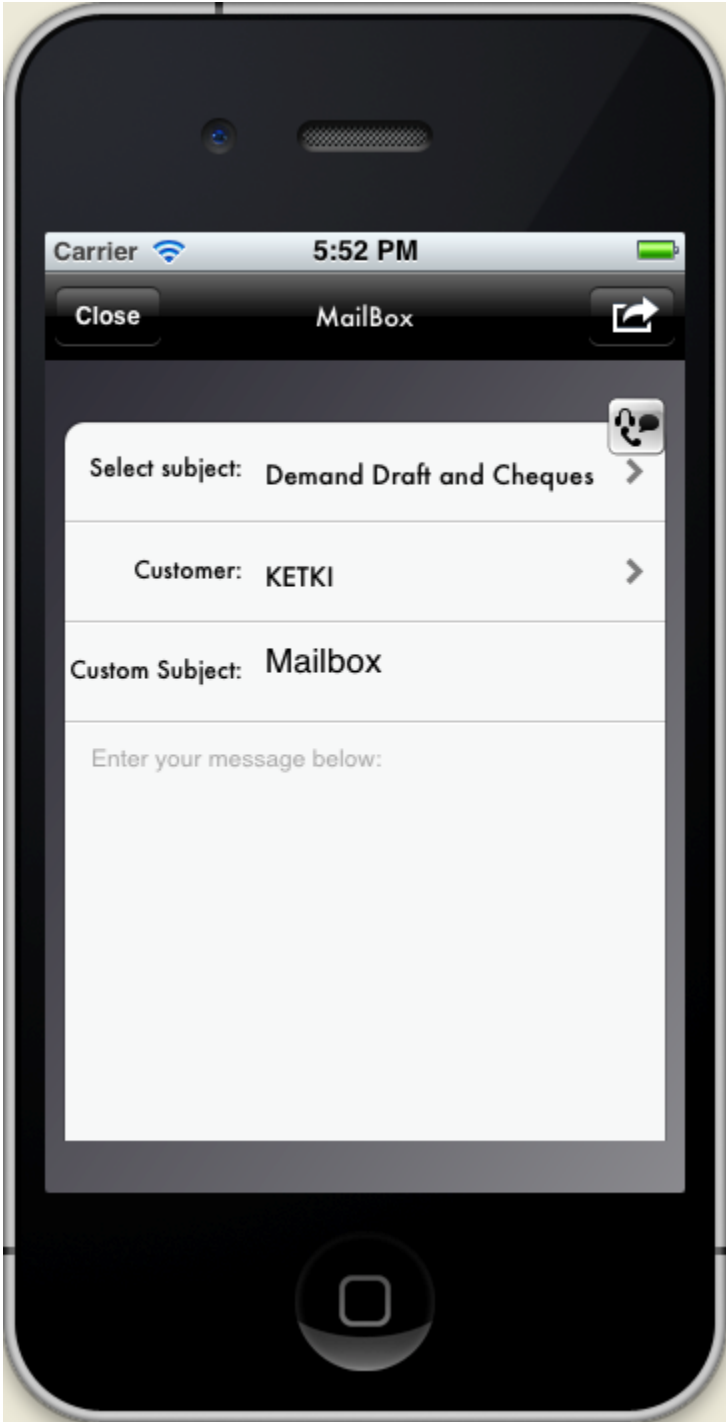 Carrier 5:52 PM
Close MailBox
Select subject: Demand Draft and Cheques
Customer: KETKI
Custom Subject: Mailbox
Enter your message below: